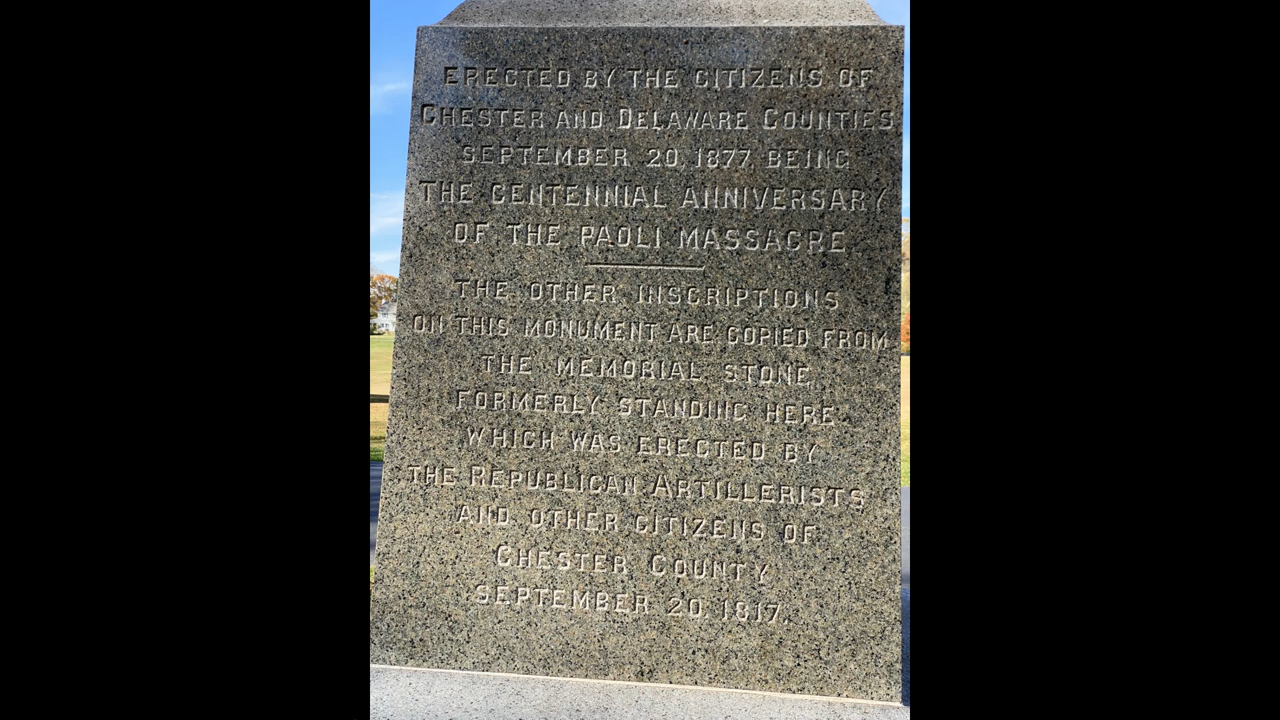 ERECTED BY THE CITIZENS OF
CHESTER AND DELAWARE COUNTIES
SEPTEMBER 20, 1877, BEING
THE CENTENNIAL ANNIVERSARY
OF THE PAOLI MASSACRE
THE OTHER INSCRIPTIONS
ON THIS MONUMENT ARE COPIED FROM
THE MEMORIAL STONE
FORMERLY STANDING HERE
WHICH WAS ERECTED BY
THE REPUBLICAN ARTILLERISTS
AND OTHER CITIZENS OF
CHESTER COUNTY
SEPTEMBER 20, 1817.